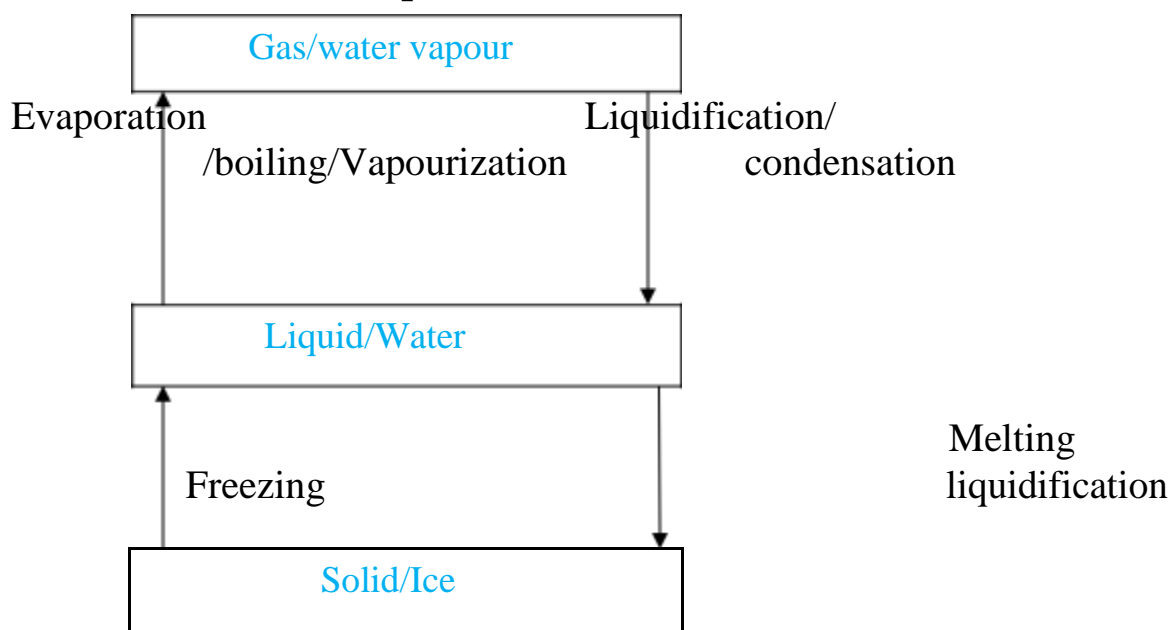 Gas/water vapour
Evaporation Liquidification/
/boiling/Vapourization condensation
Liquid/Water
Melting
Freezing liquidification
Solid/Ice